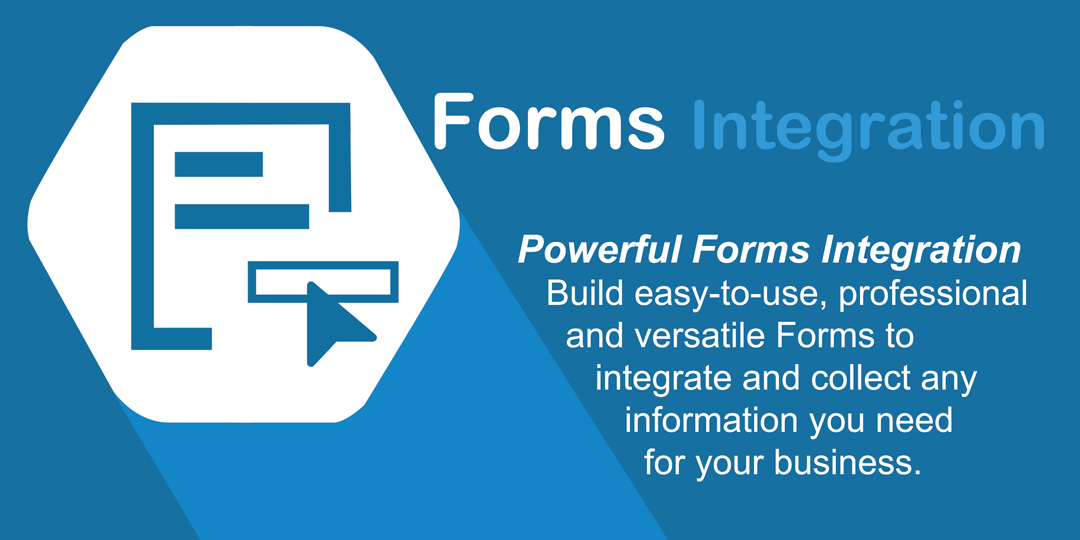 Forms Integration
Powerful Forms Integration
Build easy-to-use, professional
and versatile Forms to
integrate and collect any
information you need
for your business.